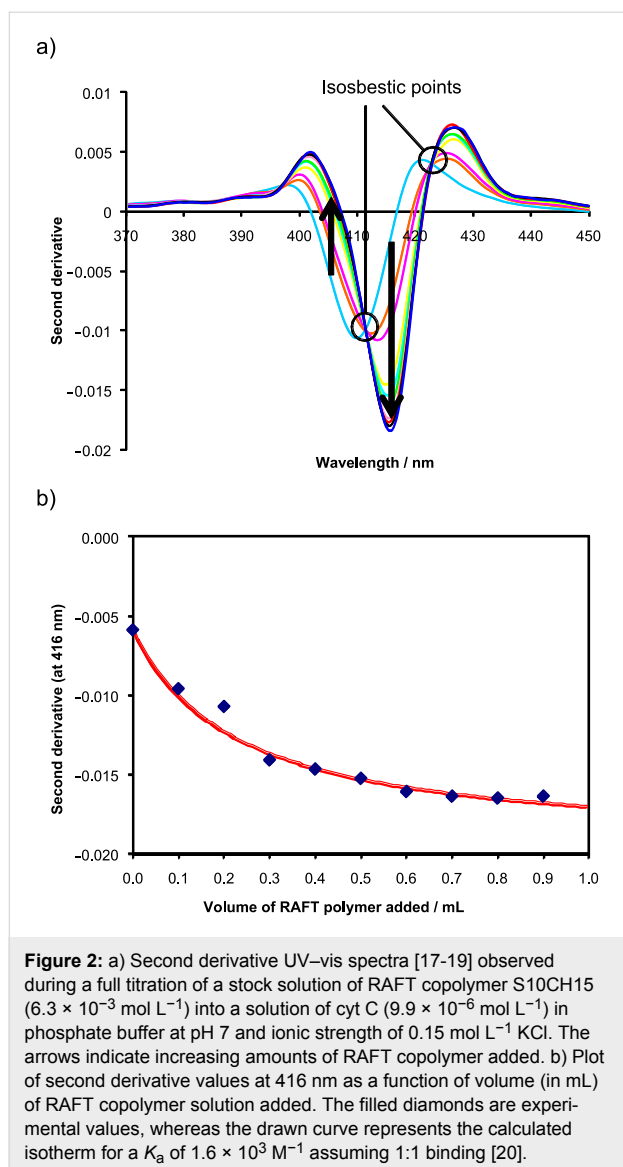 a)
Isosbestic points
0.01
0.005
0
370 380 390 400 410 420 430 440 450
−0.005
−0.01
−0.015
−0.02
Second derivative
Wavelength / nm
b)
0.000
−0.005
−0.010
−0.015
−0.020
Second derivative (at 416 nm)
0.0 0.1 0.2 0.3 0.4 0.5 0.6 0.7 0.8 0.9 1.0
Volume of RAFT polymer added / mL
Figure 2: a) Second derivative UV–vis spectra [17-19] observed
during a full titration of a stock solution of RAFT copolymer S10CH15
(6.3 × 10⁻³ mol L⁻¹) into a solution of cyt C (9.9 × 10⁻⁶ mol L⁻¹) in
phosphate buffer at pH 7 and ionic strength of 0.15 mol L⁻¹ KCl. The
arrows indicate increasing amounts of RAFT copolymer added. b) Plot
of second derivative values at 416 nm as a function of volume (in mL)
of RAFT copolymer solution added. The filled diamonds are experi-
mental values, whereas the drawn curve represents the calculated
isotherm for a Kₐ of 1.6 × 10³ M⁻¹ assuming 1:1 binding [20].